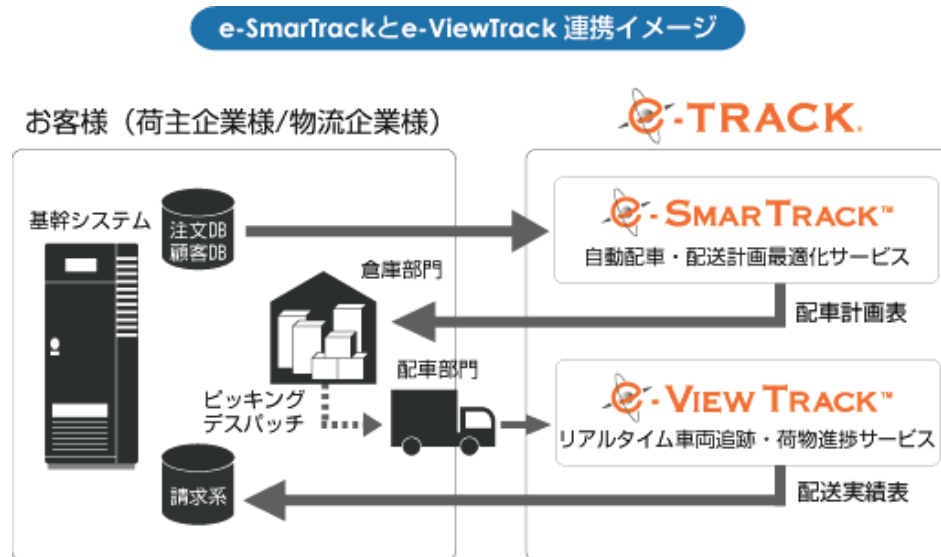 e-SmarTrackとe-ViewTrack 連携イメージ
お客様（荷主企業様/物流企業様）
e-TRACK®
基幹システム
注文DB
顧客DB
e-SMARTRACK™
自動配車・配送計画最適化サービス
倉庫部門
配車計画表
配車部門
ピッキング
デスパッチ
e-VIEW TRACK™
リアルタイム車両追跡・荷物進捗サービス
請求系
配送実績表